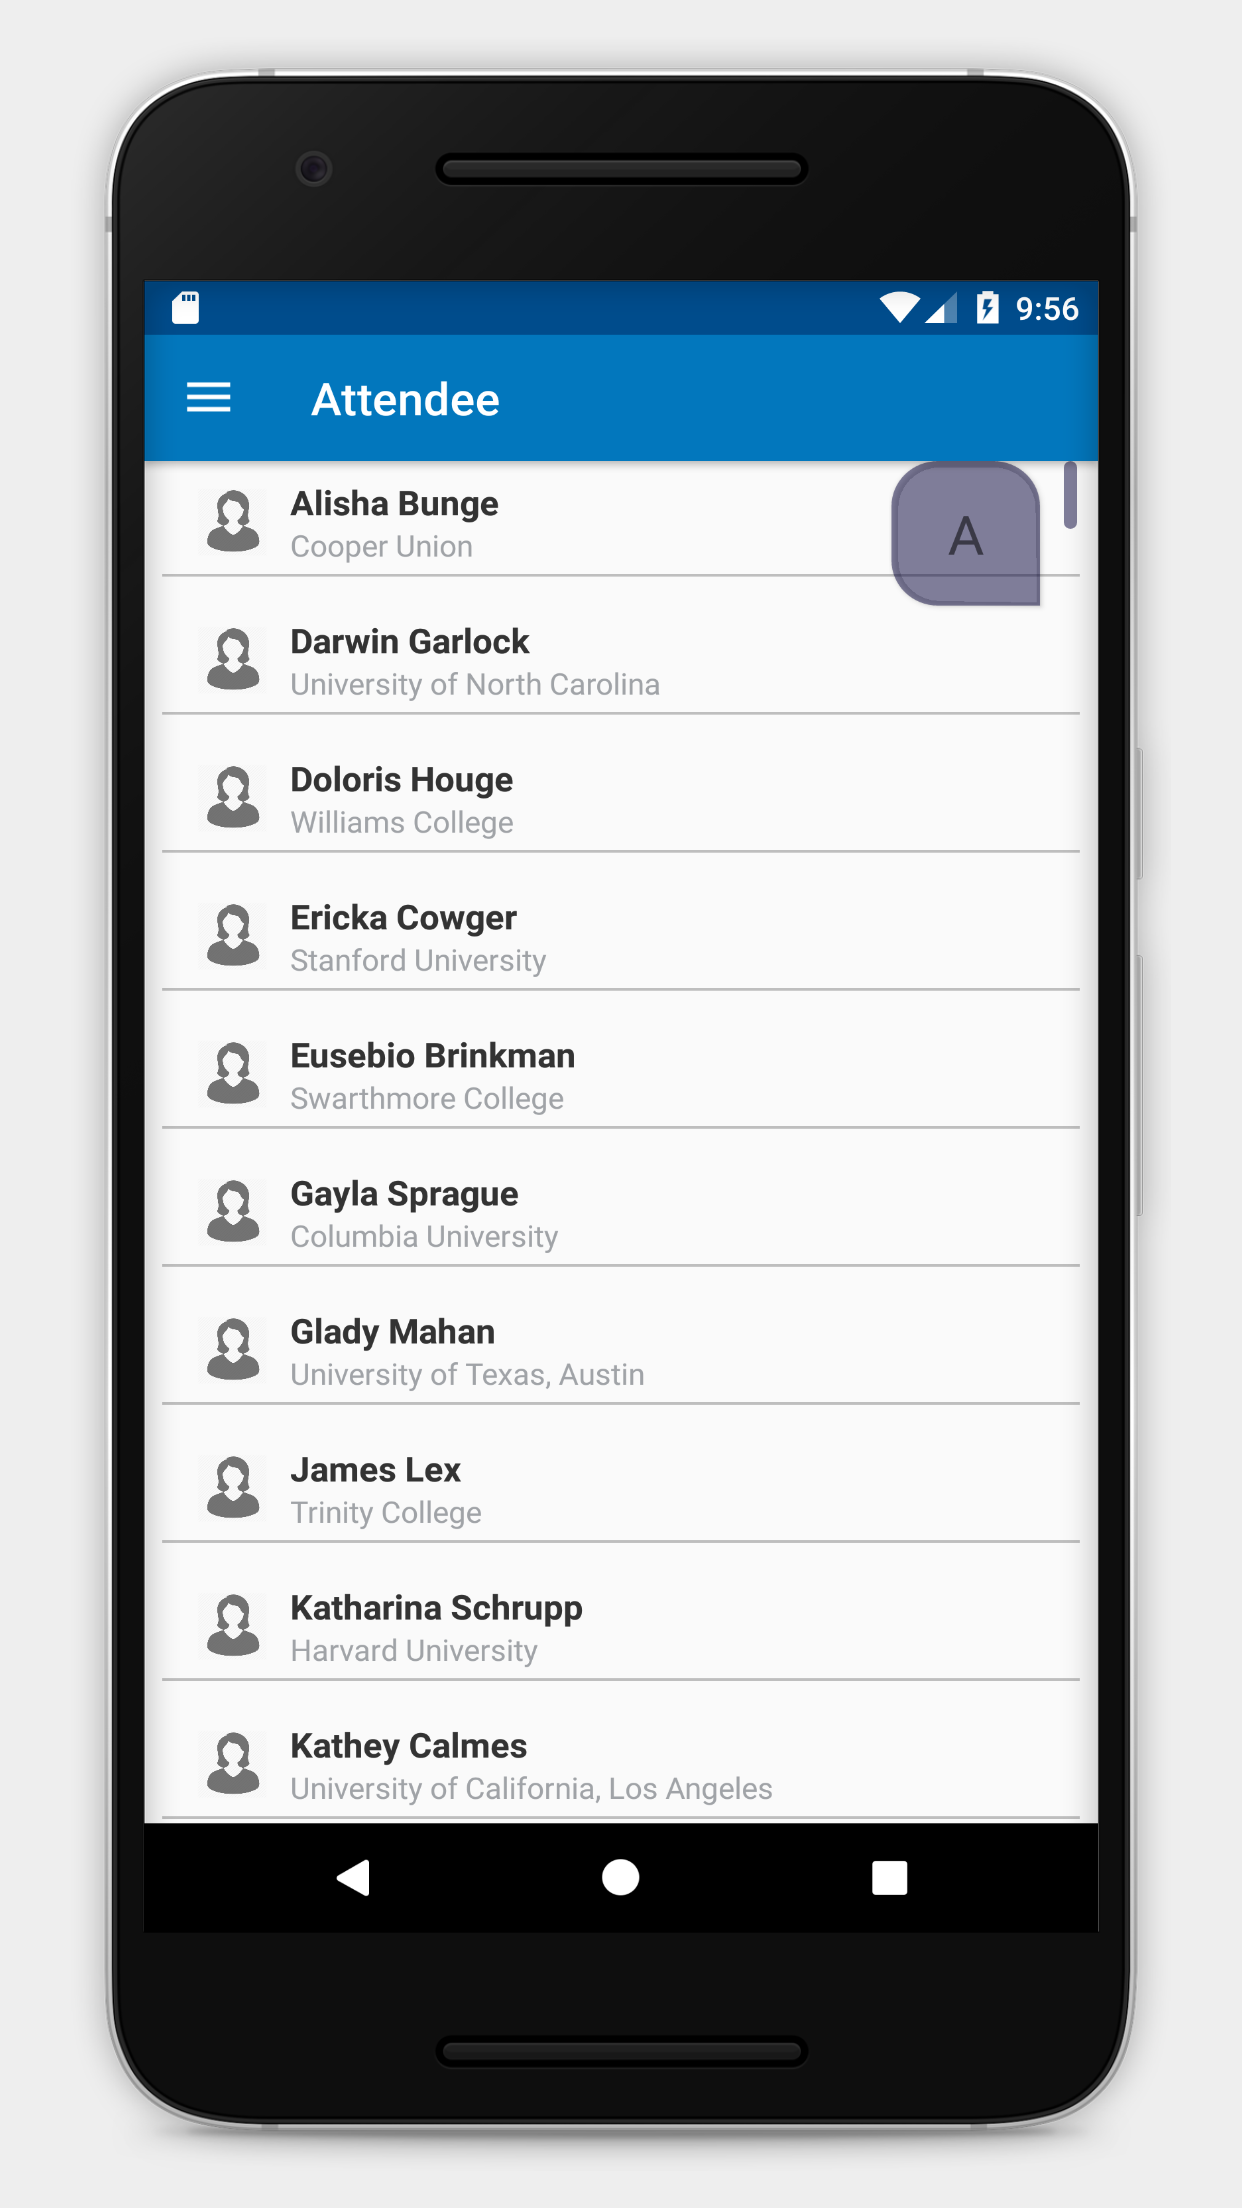 9:56
Attendee
Alisha Bunge
Cooper Union
A
Darwin Garlock
University of North Carolina
Doloris Houge
Williams College
Ericka Cowger
Stanford University
Eusebio Brinkman
Swarthmore College
Gayla Sprague
Columbia University
Glady Mahan
University of Texas, Austin
James Lex
Trinity College
Katharina Schrupp
Harvard University
Kathey Calmes
University of California, Los Angeles